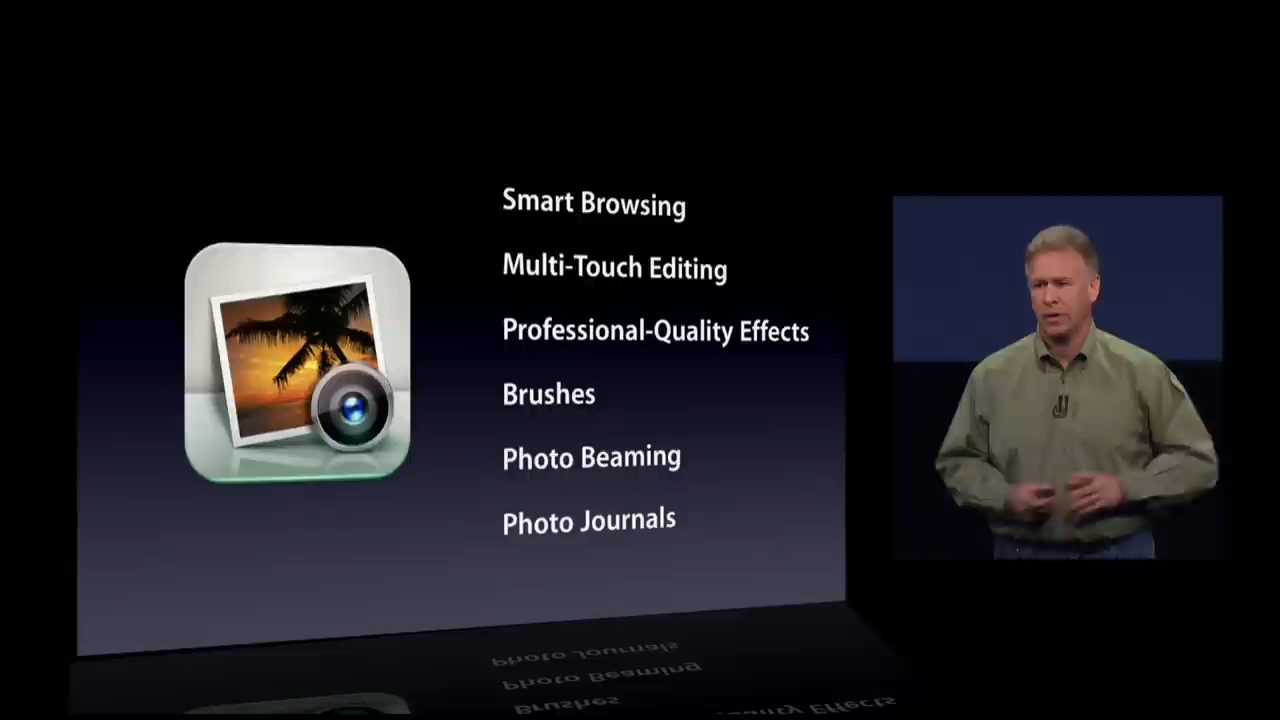 Smart Browsing
Multi-Touch Editing
Professional-Quality Effects
Brushes
Photo Beaming
Photo Journals